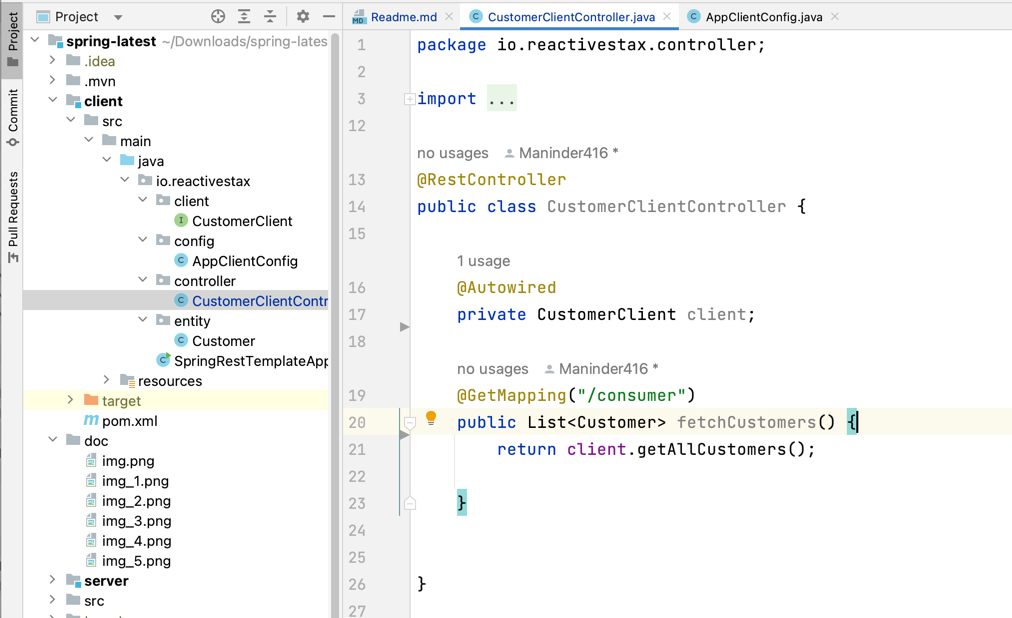 Project
Commit
Pull Requests
Project
spring-latest ~/Downloads/spring-lates
.idea
.mvn
client
src
main
java
io.reactivestax
client
I CustomerClient
config
C AppClientConfig
controller
C CustomerClientContr
entity
C Customer
C SpringRestTemplateApp
resources
target
m pom.xml
doc
img.png
img_1.png
img_2.png
img_3.png
img_4.png
img_5.png
server
src
MD Readme.md
C CustomerClientController.java
C AppClientConfig.java
1 package io.reactivestax.controller;
2
3 import ...
12
no usages Maninder416 *
13 @RestController
14 public class CustomerClientController {
15
1 usage
16 @Autowired
17 private CustomerClient client;
18
no usages Maninder416 *
19 @GetMapping("/consumer")
20 public List<Customer> fetchCustomers() {
21 return client.getAllCustomers();
22
23 }
24
25
26 }
27